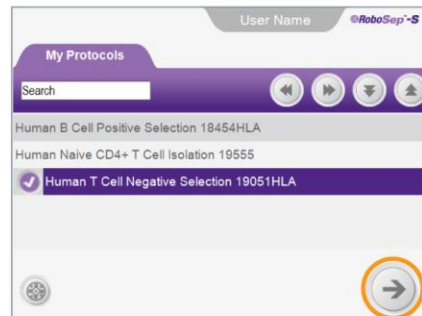 User Name
RoboSep®-S
My Protocols
Search
Human B Cell Positive Selection 18454HLA
Human Naive CD4+ T Cell Isolation 19555
Human T Cell Negative Selection 19051HLA